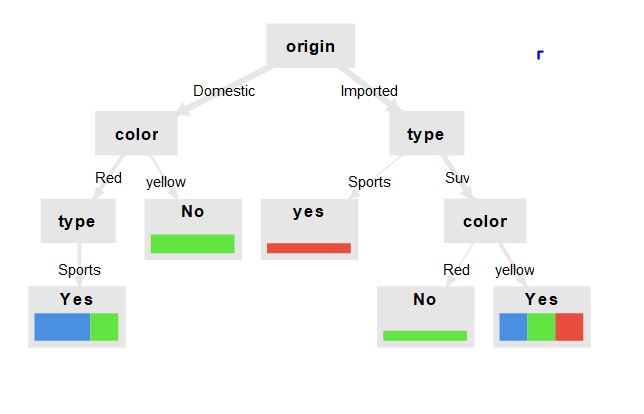 origin
r
Domestic
Imported
color
type
Red
yellow
Sports
Suv
type
No
yes
color
Sports
Red
yellow
Yes
No
Yes